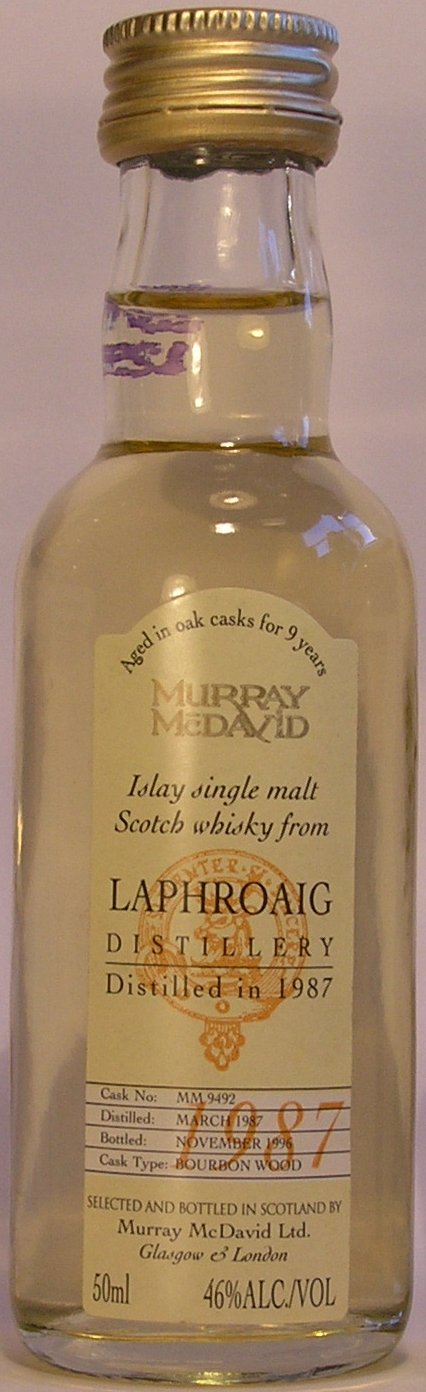 Aged in oak casks for 9 years
MURRAY
McDAVID
Islay single malt
Scotch whisky from
LAPHROAIG
DISTILLERY
Distilled in 1987
Cask No: MM 9492
Distilled: MARCH 1987
Bottled: NOVEMBER 1996
Cask Type: BOURBON WOOD
1987
SELECTED AND BOTTLED IN SCOTLAND BY
Murray McDavid Ltd.
Glasgow & London
50ml 46%ALC./VOL